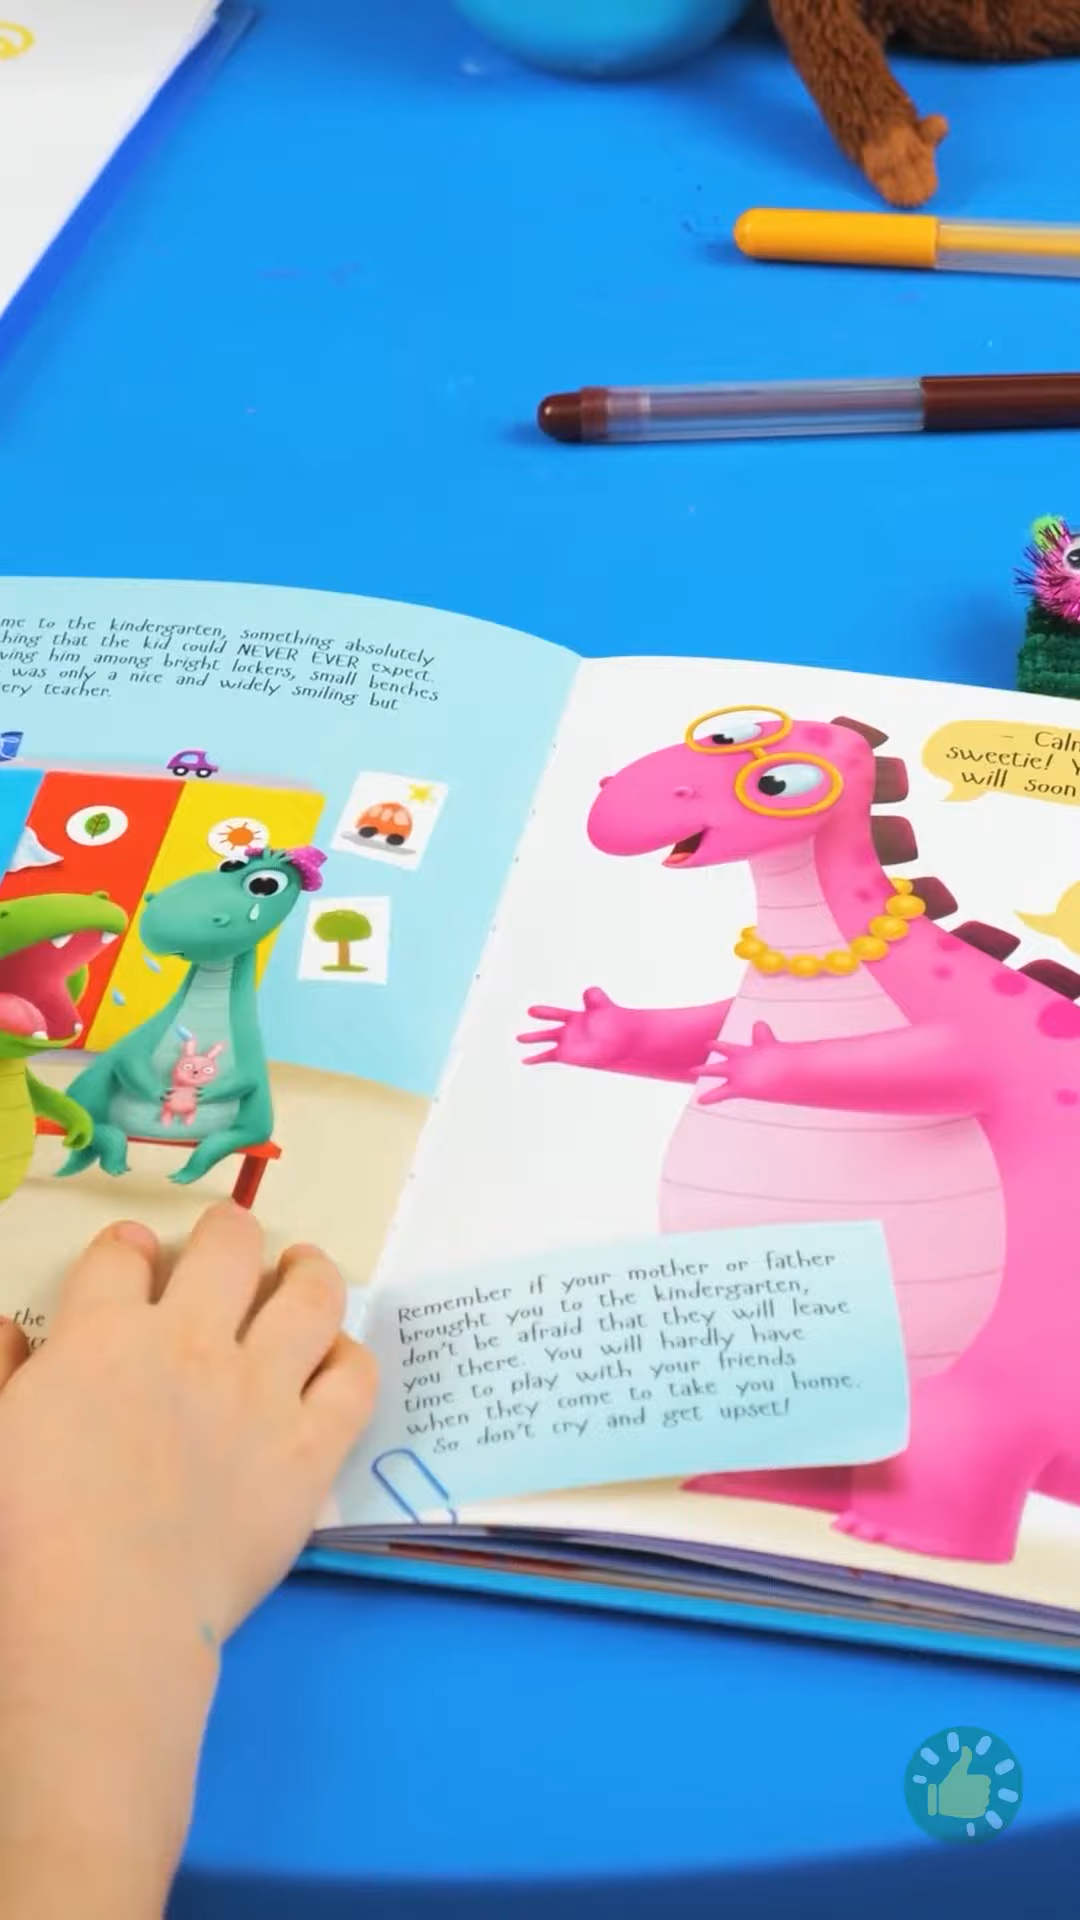 me to the kindergarten, something absolutely
hing that the kid could NEVER EVER expect.
ving him among bright lockers, small benches
was only a nice and widely smiling but
ery teacher.
– Calm
sweetie! Y
will soon
the
Remember if your mother or father
brought you to the kindergarten,
don't be afraid that they will leave
you there. You will hardly have
time to play with your friends
when they come to take you home.
So don't cry and get upset!